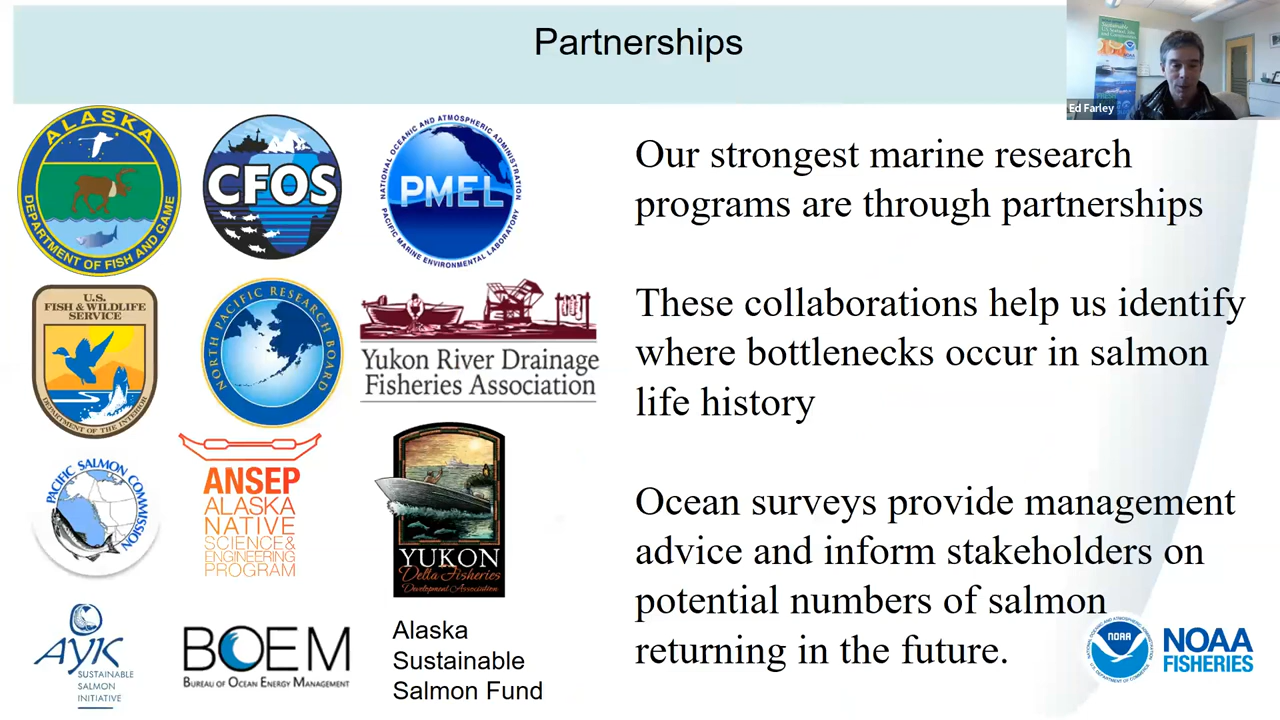 Partnerships
Ed Farley
ALASKA
DEPARTMENT OF FISH AND GAME
CFOS
NATIONAL OCEANIC AND ATMOSPHERIC ADMINISTRATION
PMEL
PACIFIC MARINE ENVIRONMENTAL LABORATORY
U.S.
FISH & WILDLIFE
SERVICE
DEPARTMENT OF THE INTERIOR
NORTH PACIFIC RESEARCH BOARD
Yukon River Drainage
Fisheries Association
PACIFIC SALMON COMMISSION
ANSEP
ALASKA
NATIVE
SCIENCE&
ENGINEERING
PROGRAM
YUKON
Delta Fisheries
Development Association
AYK
SUSTAINABLE
SALMON
INITIATIVE
BOEM
BUREAU OF OCEAN ENERGY MANAGEMENT
Alaska
Sustainable
Salmon Fund
Our strongest marine research
programs are through partnerships
These collaborations help us identify
where bottlenecks occur in salmon
life history
Ocean surveys provide management
advice and inform stakeholders on
potential numbers of salmon
returning in the future.
NOAA
NOAA
FISHERIES